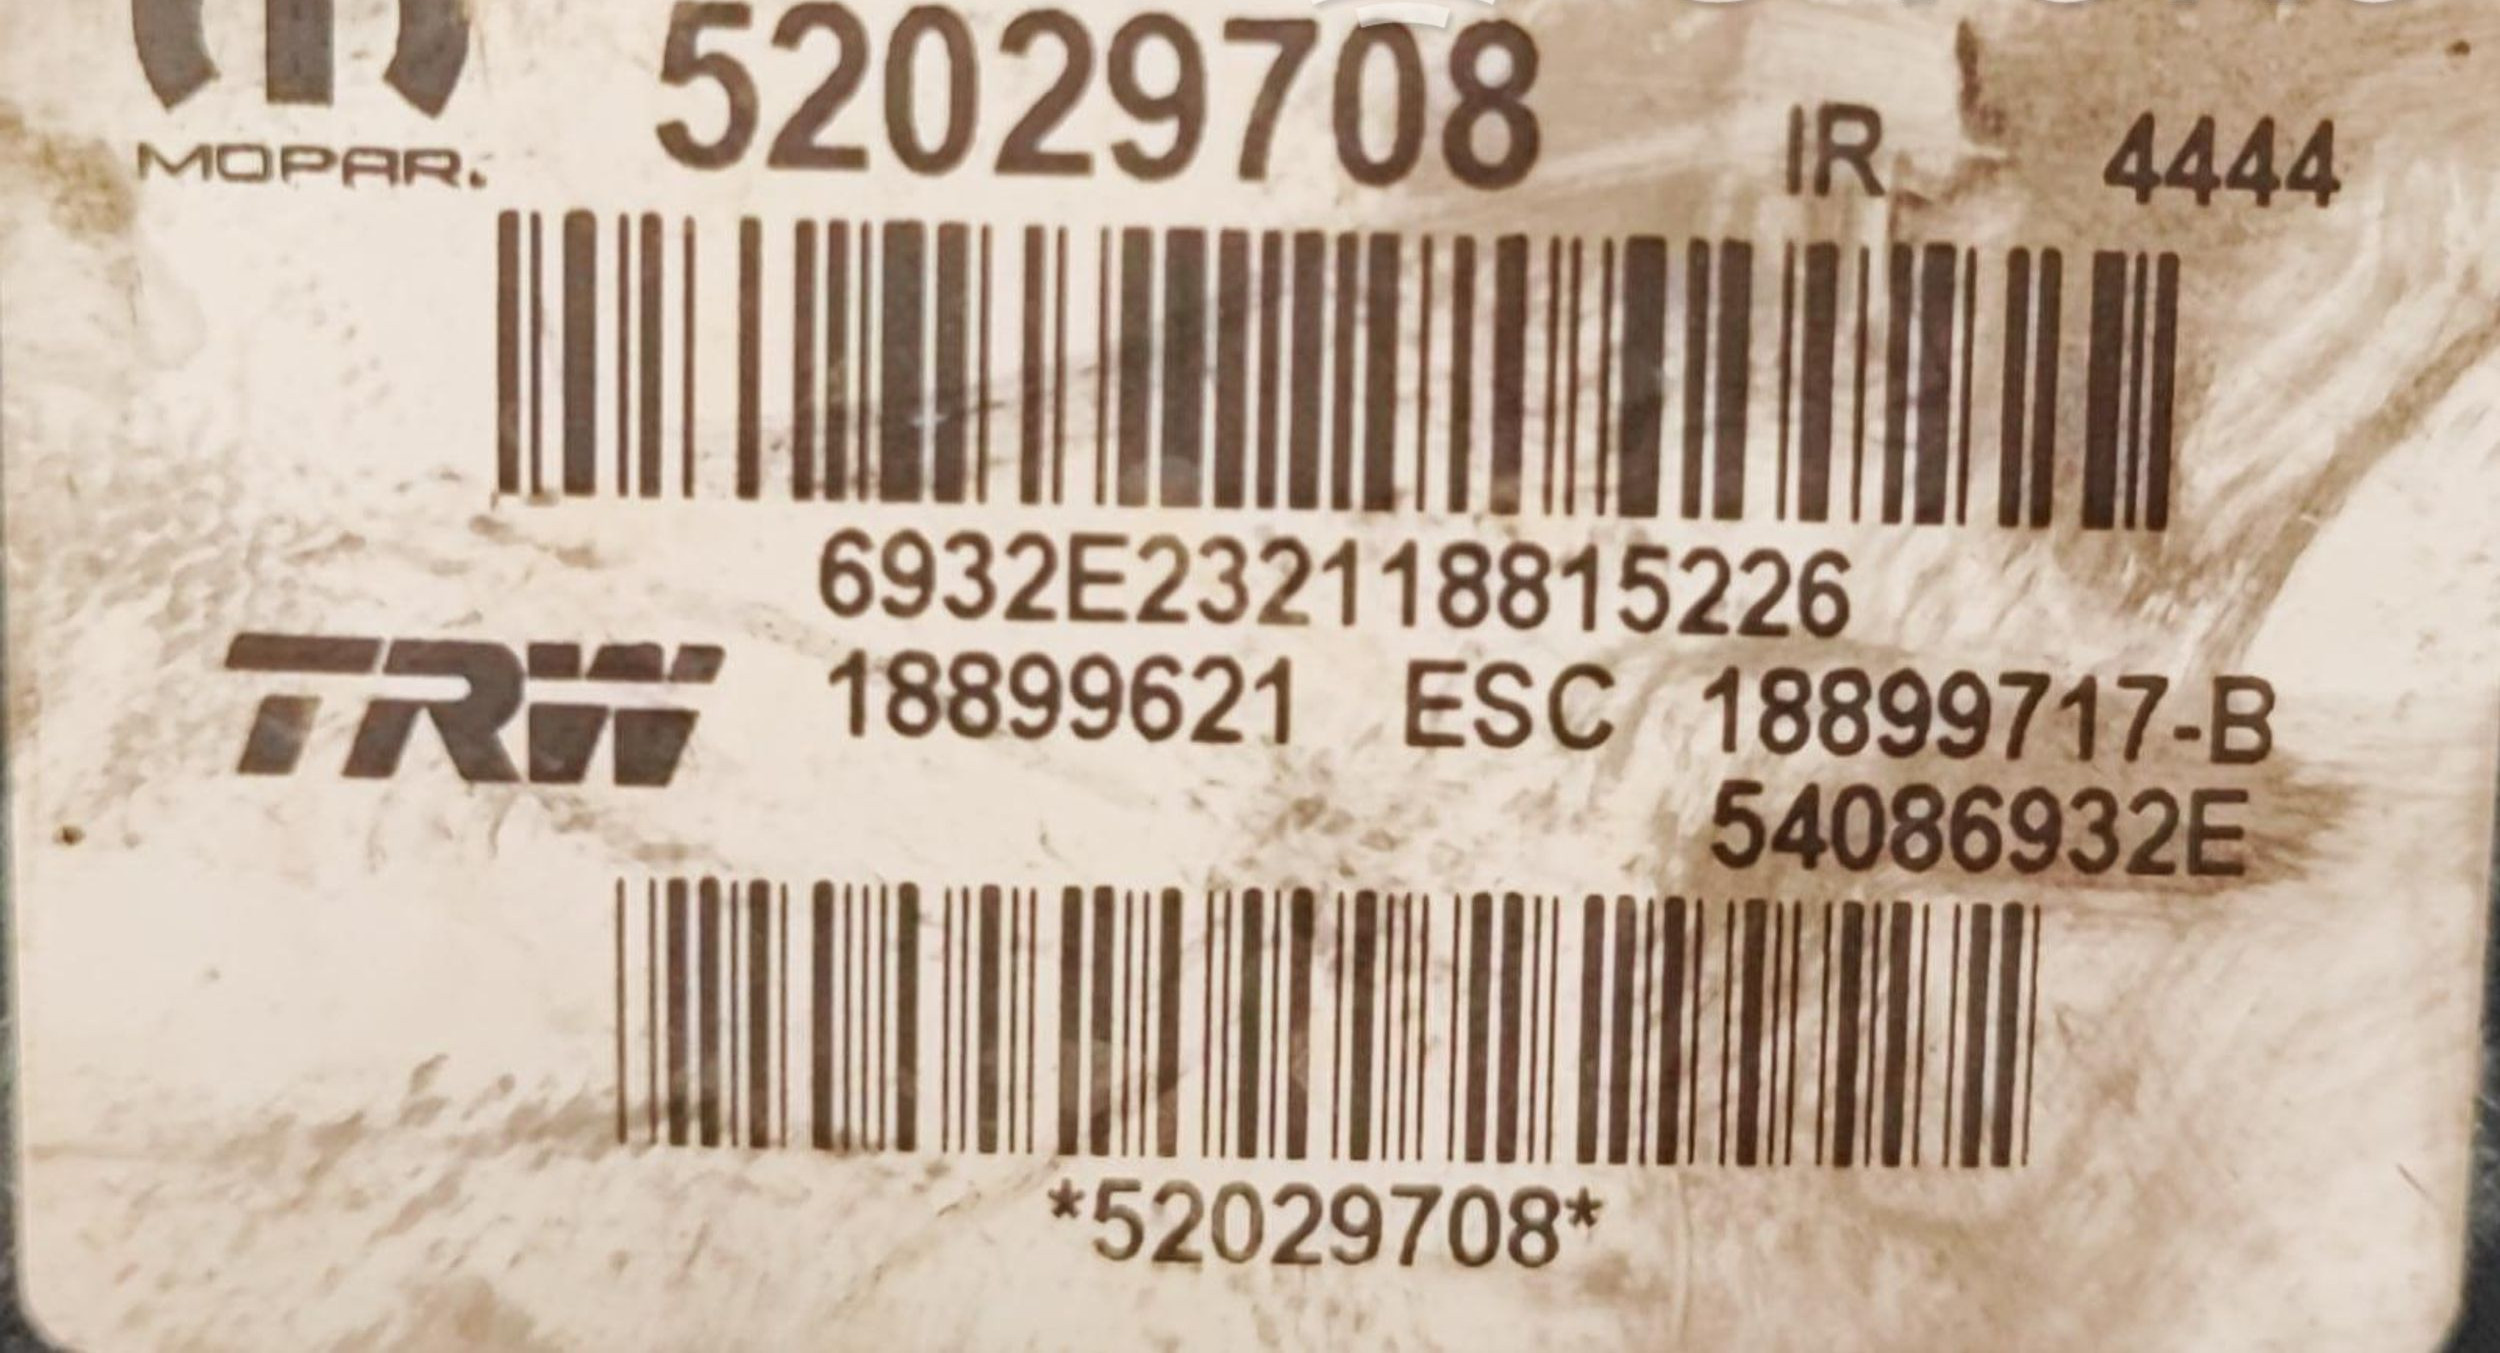 52029708
MOPAR.
IR 4444
6932E232118815226
TRW
18899621 ESC 18899717-B
54086932E
*52029708*